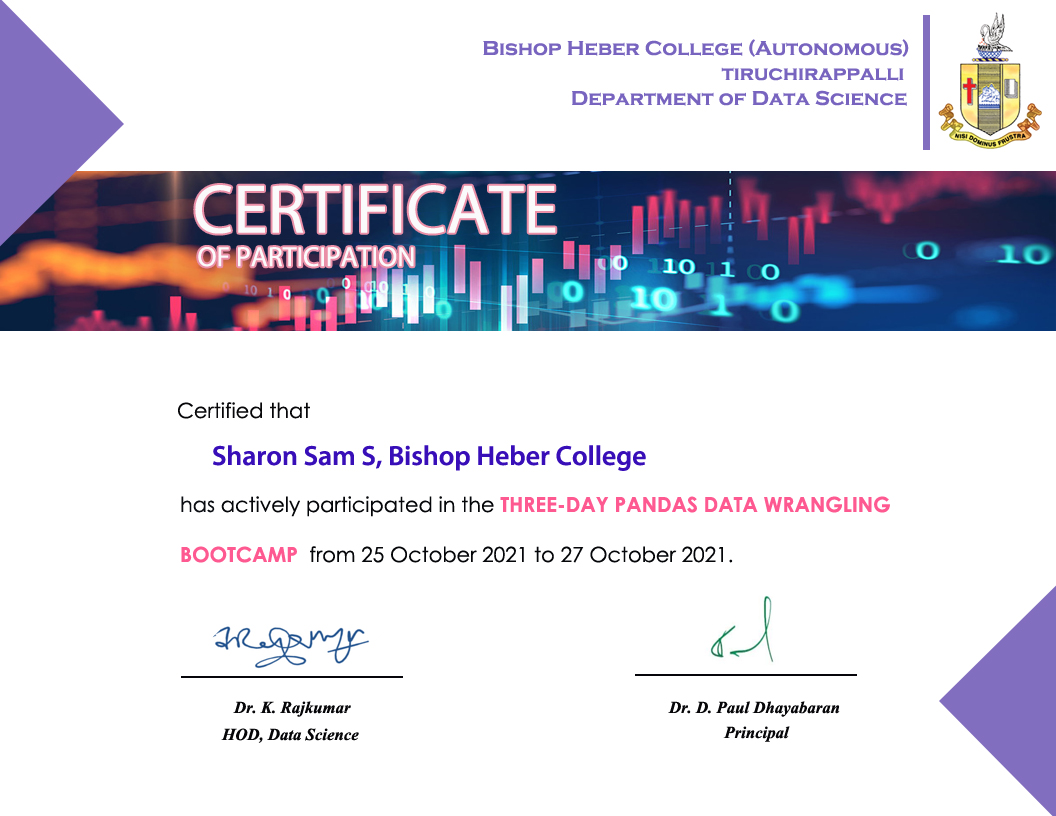 BISHOP HEBER COLLEGE (AUTONOMOUS)
TIRUCHIRAPPALLI
DEPARTMENT OF DATA SCIENCE
NISI DOMINUS FRUSTRA
CERTIFICATE
OF PARTICIPATION
Certified that
Sharon Sam S, Bishop Heber College
has actively participated in the THREE-DAY PANDAS DATA WRANGLING
BOOTCAMP from 25 October 2021 to 27 October 2021.
Dr. K. Rajkumar
HOD, Data Science
Dr. D. Paul Dhayabaran
Principal